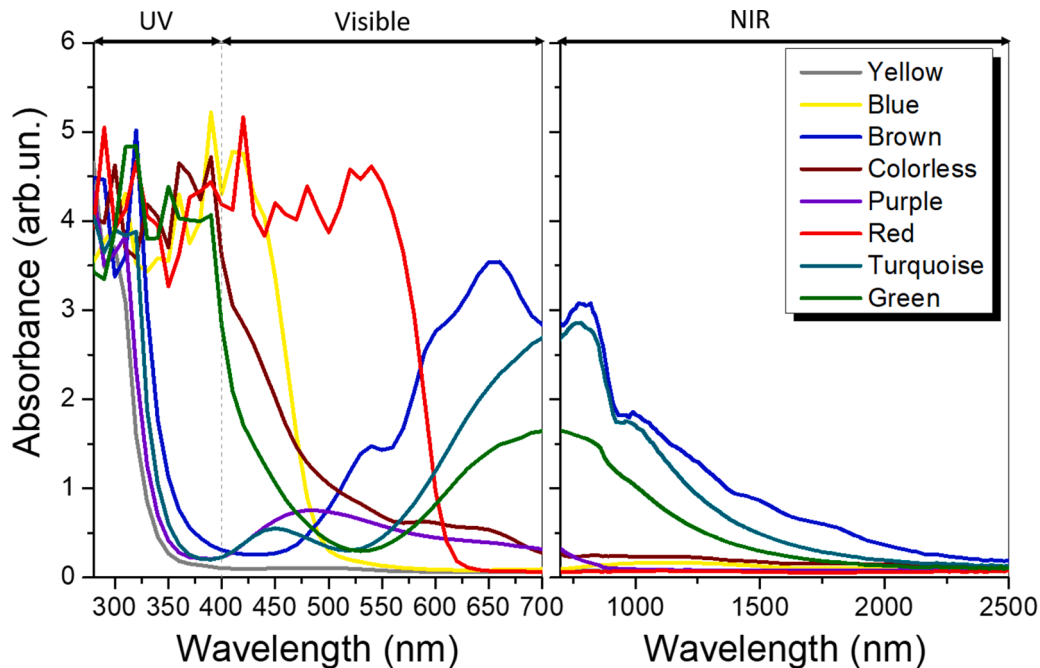 UV Visible NIR
6
5
4
3
2
1
0
Absorbance (arb.un.)
Yellow
Blue
Brown
Colorless
Purple
Red
Turquoise
Green
300 350 400 450 500 550 600 650 700 1000 1500 2000 2500
Wavelength (nm) Wavelength (nm)